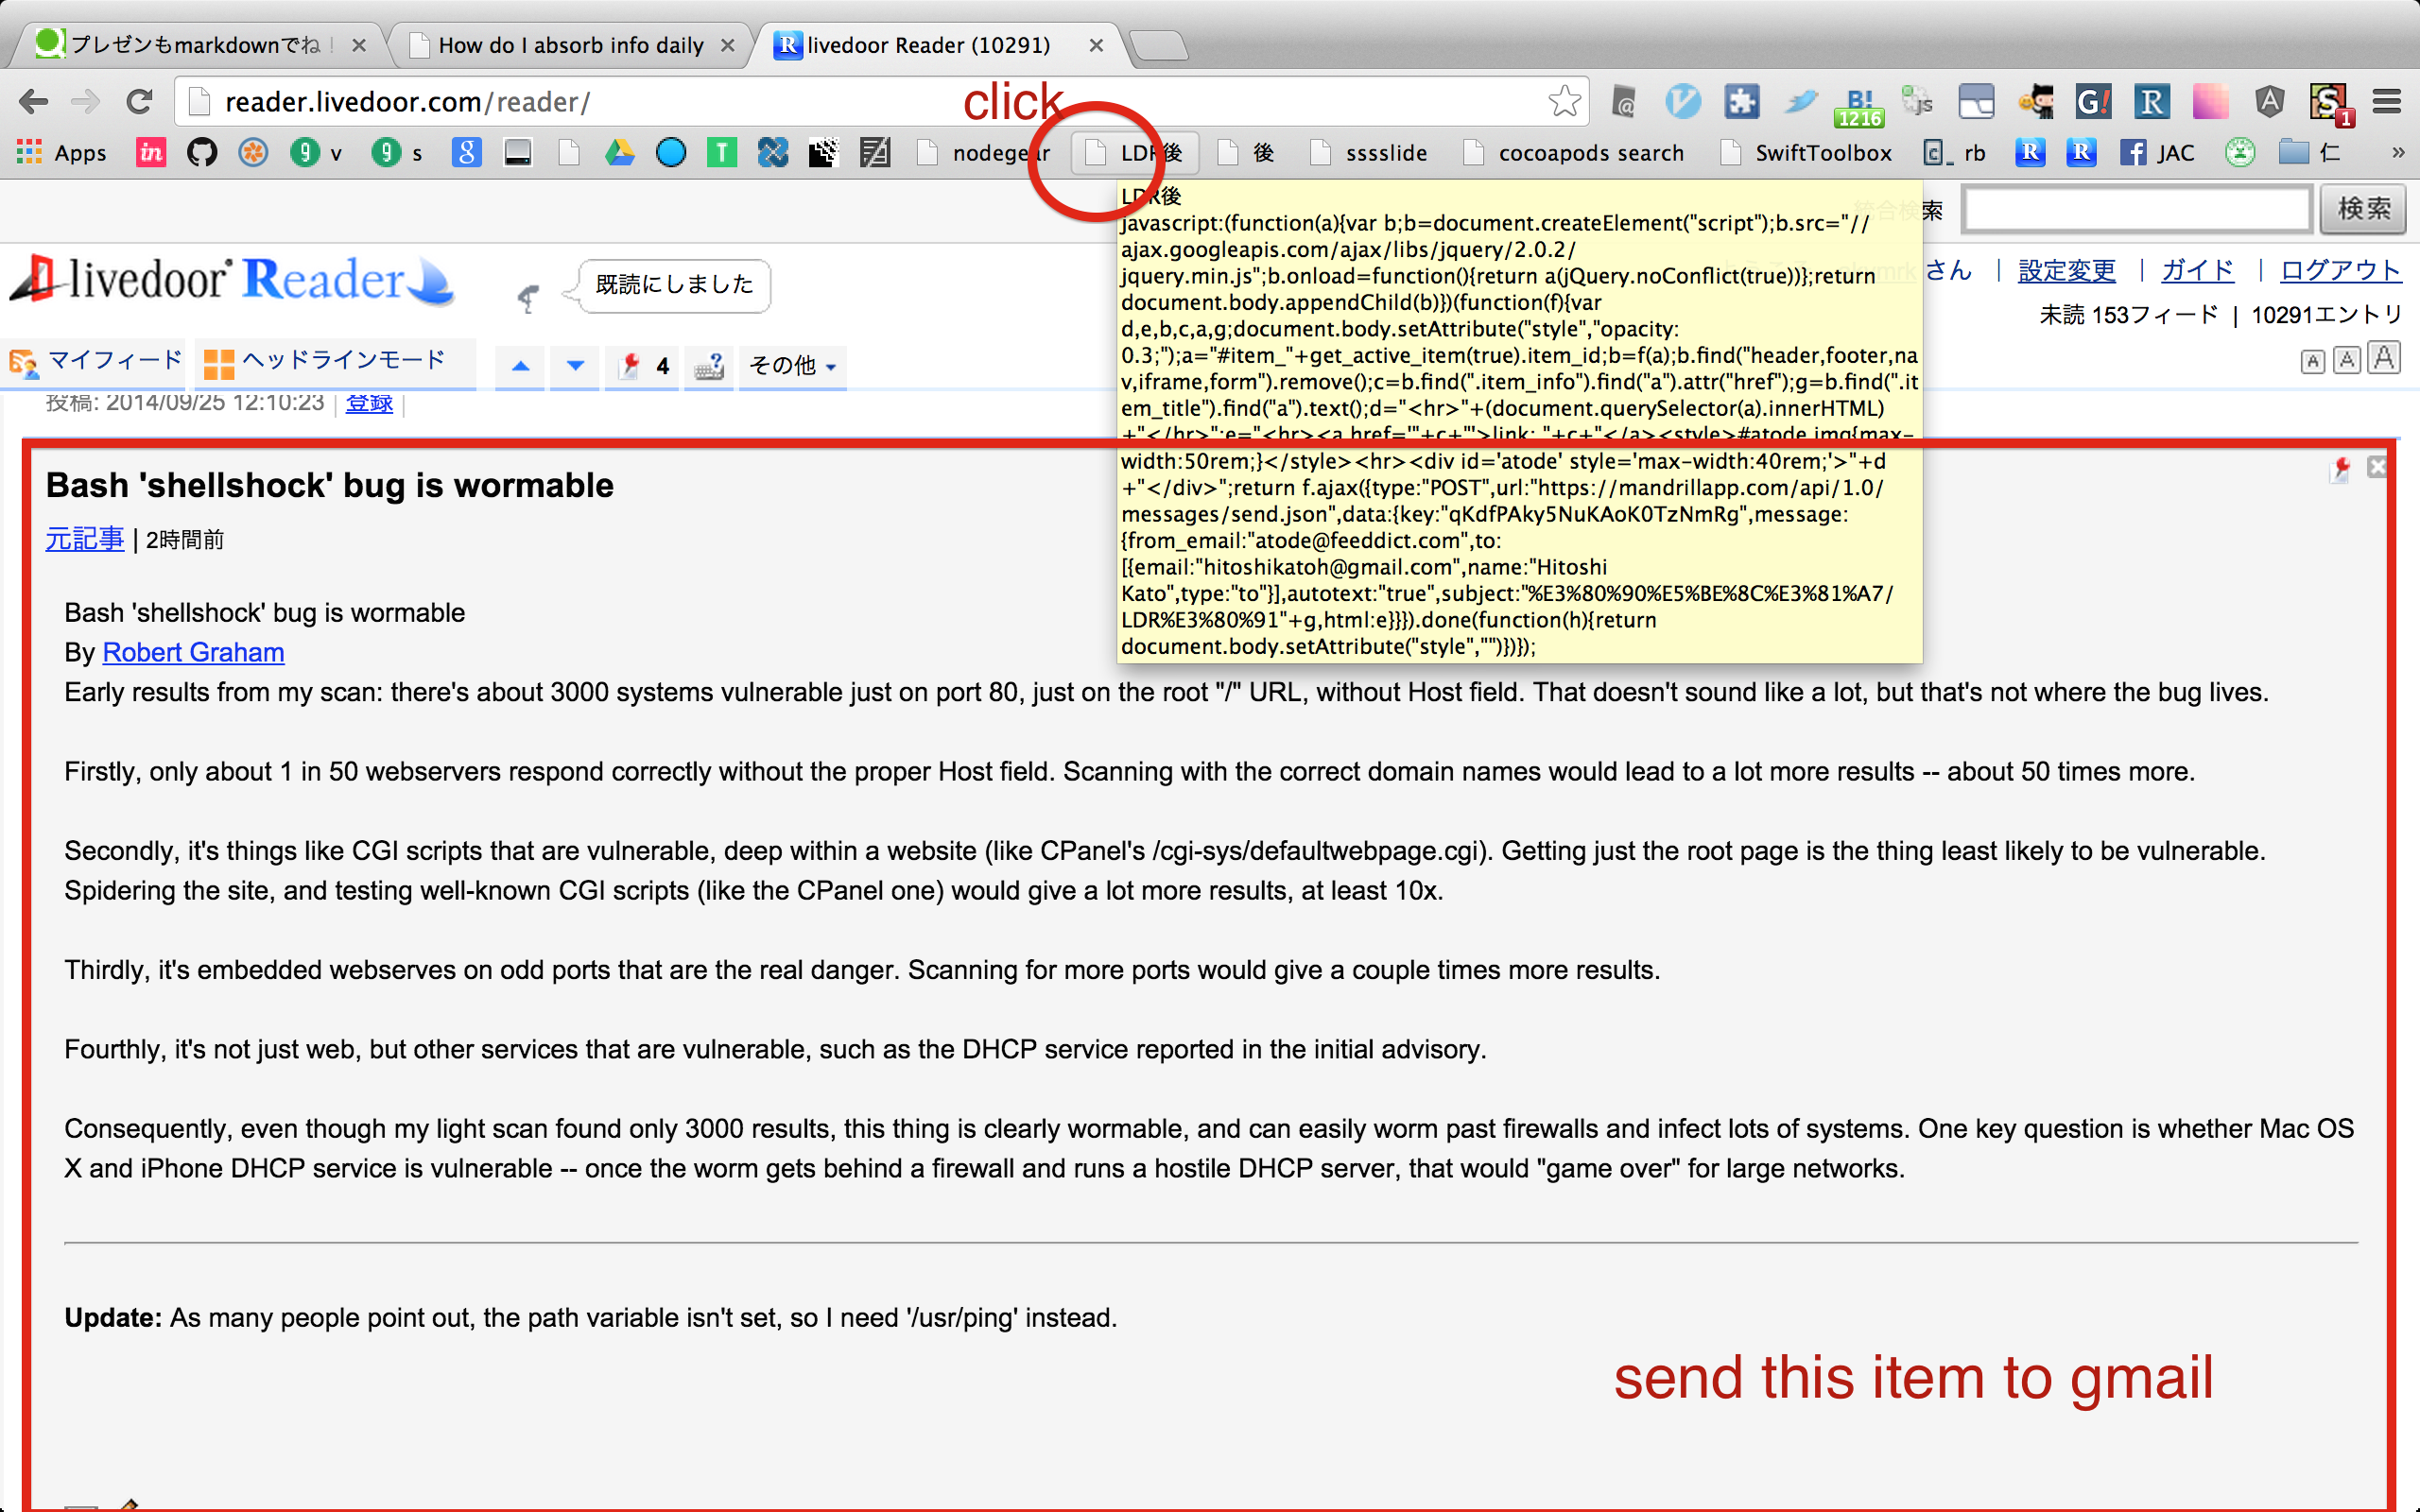 プレゼンもmarkdownでね
How do I absorb info daily
livedoor Reader (10291)
reader.livedoor.com/reader/
click
1216
1
Apps
in
v
s
nodegear
LDR後
後
sssslide
cocoapods search
SwiftToolbox
rb
JAC
仁
»
LDR後
javascript:(function(a){var b;b=document.createElement("script");b.src="//
ajax.googleapis.com/ajax/libs/jquery/2.0.2/
jquery.min.js";b.onload=function(){return a(jQuery.noConflict(true))};return
document.body.appendChild(b)})(function(f){var
d,e,b,c,a,g;document.body.setAttribute("style","opacity:
0.3;");a="#item_"+get_active_item(true).item_id;b=f(a);b.find("header,footer,na
v,iframe,form").remove();c=b.find(".item_info").find("a").attr("href");g=b.find(".it
em_title").find("a").text();d="<hr>"+(document.querySelector(a).innerHTML)
+"</hr>";e="<hr><a href='"+c+"'>link: "+c+"</a><style>#atode img{max-
width:50rem;}</style><hr><div id='atode' style='max-width:40rem;'>"+d
+"</div>";return f.ajax({type:"POST",url:"https://mandrillapp.com/api/1.0/
messages/send.json",data:{key:"qKdfPAky5NuKAoK0TzNmRg",message:
{from_email:"atode@feeddict.com",to:
[{email:"hitoshikatoh@gmail.com",name:"Hitoshi
Kato",type:"to"}],autotext:"true",subject:"%E3%80%90%E5%BE%8C%E3%81%A7/
LDR%E3%80%91"+g,html:e}}}).done(function(h){return
document.body.setAttribute("style","")})});
統合検索
検索
livedoor Reader
既読にしました
さん | 設定変更 | ガイド | ログアウト
未読 153フィード | 10291エントリ
マイフィード
ヘッドラインモード
4
その他
A A A
投稿: 2014/09/25 12:10:23 | 登録 |
Bash 'shellshock' bug is wormable
元記事 | 2時間前
Bash 'shellshock' bug is wormable
By Robert Graham
Early results from my scan: there's about 3000 systems vulnerable just on port 80, just on the root "/" URL, without Host field. That doesn't sound like a lot, but that's not where the bug lives.
Firstly, only about 1 in 50 webservers respond correctly without the proper Host field. Scanning with the correct domain names would lead to a lot more results -- about 50 times more.
Secondly, it's things like CGI scripts that are vulnerable, deep within a website (like CPanel's /cgi-sys/defaultwebpage.cgi). Getting just the root page is the thing least likely to be vulnerable.
Spidering the site, and testing well-known CGI scripts (like the CPanel one) would give a lot more results, at least 10x.
Thirdly, it's embedded webserves on odd ports that are the real danger. Scanning for more ports would give a couple times more results.
Fourthly, it's not just web, but other services that are vulnerable, such as the DHCP service reported in the initial advisory.
Consequently, even though my light scan found only 3000 results, this thing is clearly wormable, and can easily worm past firewalls and infect lots of systems. One key question is whether Mac OS
X and iPhone DHCP service is vulnerable -- once the worm gets behind a firewall and runs a hostile DHCP server, that would "game over" for large networks.
Update: As many people point out, the path variable isn't set, so I need '/usr/ping' instead.
send this item to gmail